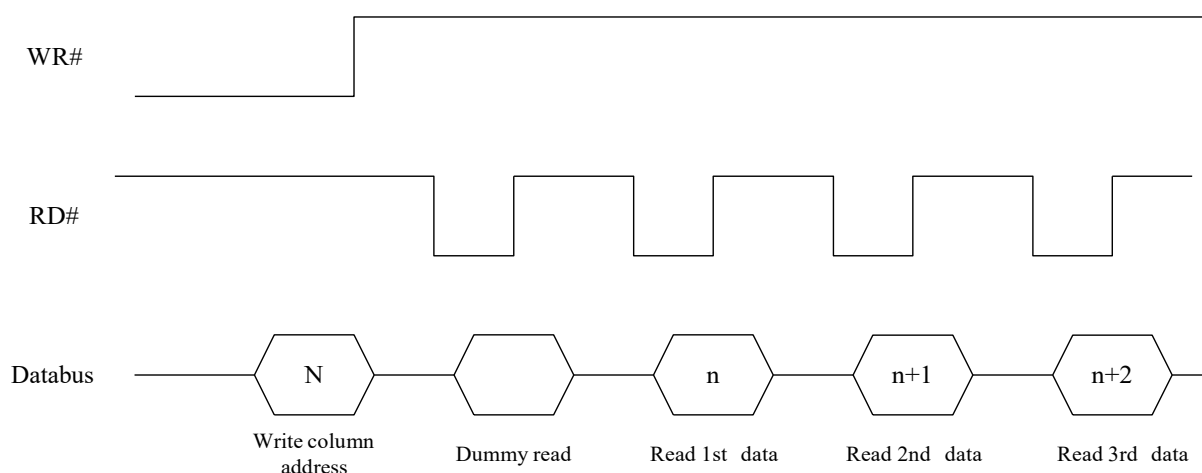 WR#
RD#
Databus
N
n
n+1
n+2
Write column
address
Dummy read
Read 1st data
Read 2nd data
Read 3rd data